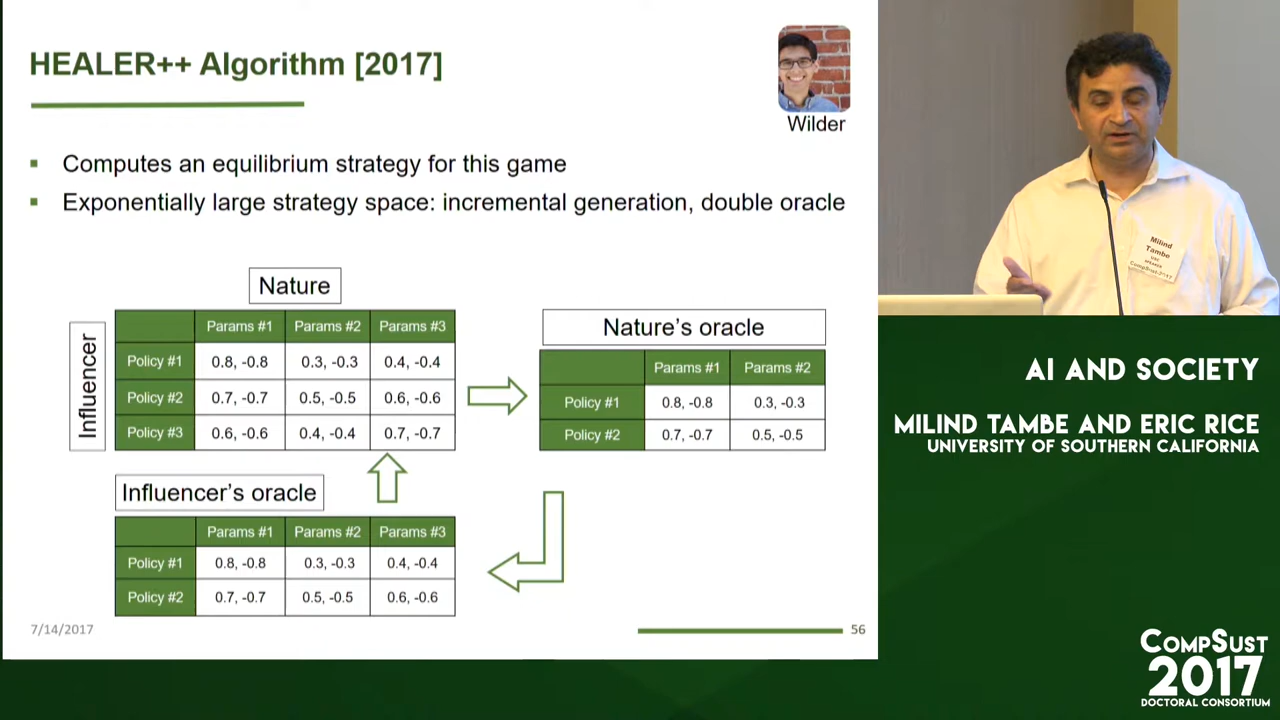 HEALER++ Algorithm [2017]
Wilder
▪ Computes an equilibrium strategy for this game
▪ Exponentially large strategy space: incremental generation, double oracle
Nature
Influencer
Params #1 Params #2 Params #3
Policy #1 0.8, -0.8 0.3, -0.3 0.4, -0.4
Policy #2 0.7, -0.7 0.5, -0.5 0.6, -0.6
Policy #3 0.6, -0.6 0.4, -0.4 0.7, -0.7
Nature's oracle
Params #1 Params #2
Policy #1 0.8, -0.8 0.3, -0.3
Policy #2 0.7, -0.7 0.5, -0.5
Influencer's oracle
Params #1 Params #2 Params #3
Policy #1 0.8, -0.8 0.3, -0.3 0.4, -0.4
Policy #2 0.7, -0.7 0.5, -0.5 0.6, -0.6
7/14/2017
56
Milind
Tambe
USC
SPEAKER
CompSust-2017
AI AND SOCIETY
MILIND TAMBE AND ERIC RICE
UNIVERSITY OF SOUTHERN CALIFORNIA
COMPSUST
2017
DOCTORAL CONSORTIUM